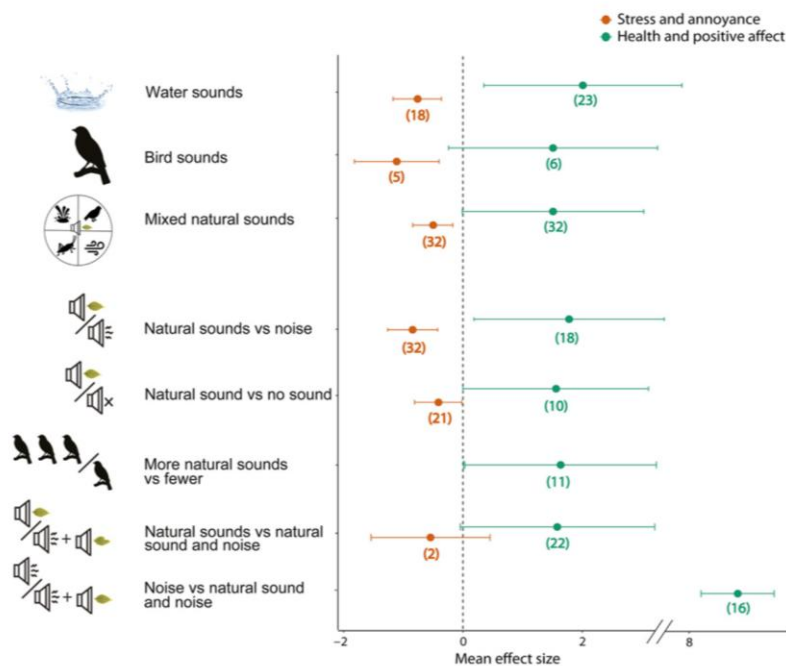 Stress and annoyance
Health and positive affect
Water sounds
(18)
(23)
Bird sounds
(5)
(6)
Mixed natural sounds
(32)
(32)
Natural sounds vs noise
(32)
(18)
Natural sound vs no sound
(21)
(10)
More natural sounds
vs fewer
(11)
Natural sounds vs natural
sound and noise
(2)
(22)
Noise vs natural sound
and noise
(16)
−2
0
2
8
Mean effect size